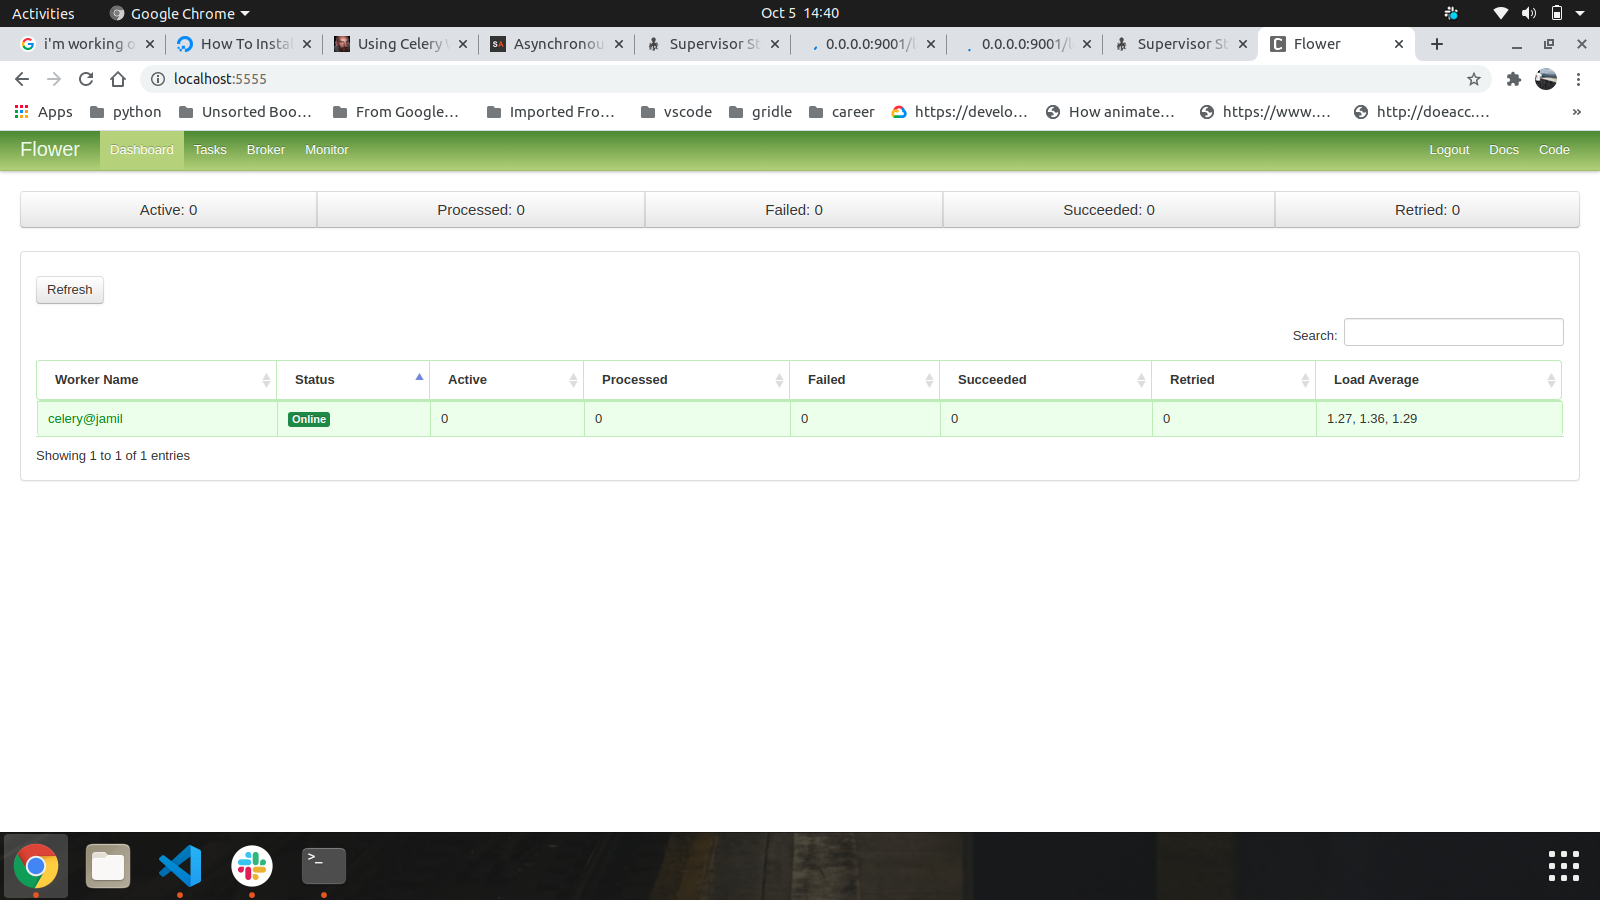 Activities Google Chrome Oct 5 14:40
i'm working o How To Instal Using Celery W Asynchronou Supervisor St 0.0.0.0:9001/l 0.0.0.0:9001/l Supervisor St Flower
localhost:5555
Apps python Unsorted Boo... From Google... Imported Fro... vscode gridle career https://develo... How animate... https://www.... http://doeacc.... »
Flower Dashboard Tasks Broker Monitor Logout Docs Code
Active: 0 Processed: 0 Failed: 0 Succeeded: 0 Retried: 0
Refresh
Search:
Worker Name Status Active Processed Failed Succeeded Retried Load Average
celery@jamil Online 0 0 0 0 0 1.27, 1.36, 1.29
Showing 1 to 1 of 1 entries